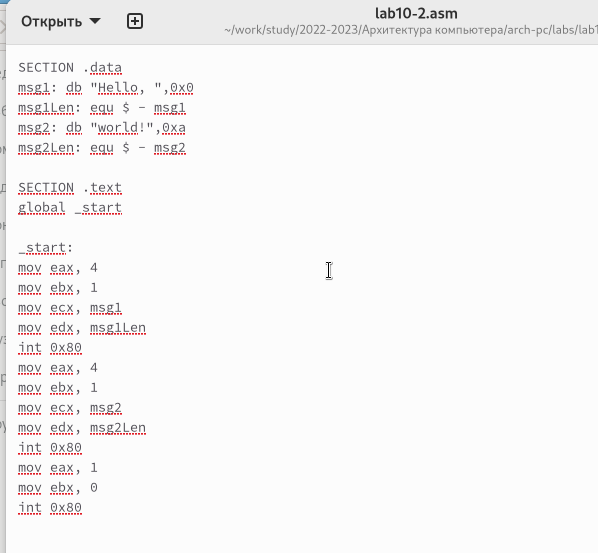 Открыть
lab10-2.asm
~/work/study/2022-2023/Архитектура компьютера/arch-pc/labs/lab1
SECTION .data
msg1: db "Hello, ",0x0
msg1Len: equ $ - msg1
msg2: db "world!",0xa
msg2Len: equ $ - msg2
SECTION .text
global _start
_start:
mov eax, 4
mov ebx, 1
mov ecx, msg1
mov edx, msg1Len
int 0x80
mov eax, 4
mov ebx, 1
mov ecx, msg2
mov edx, msg2Len
int 0x80
mov eax, 1
mov ebx, 0
int 0x80